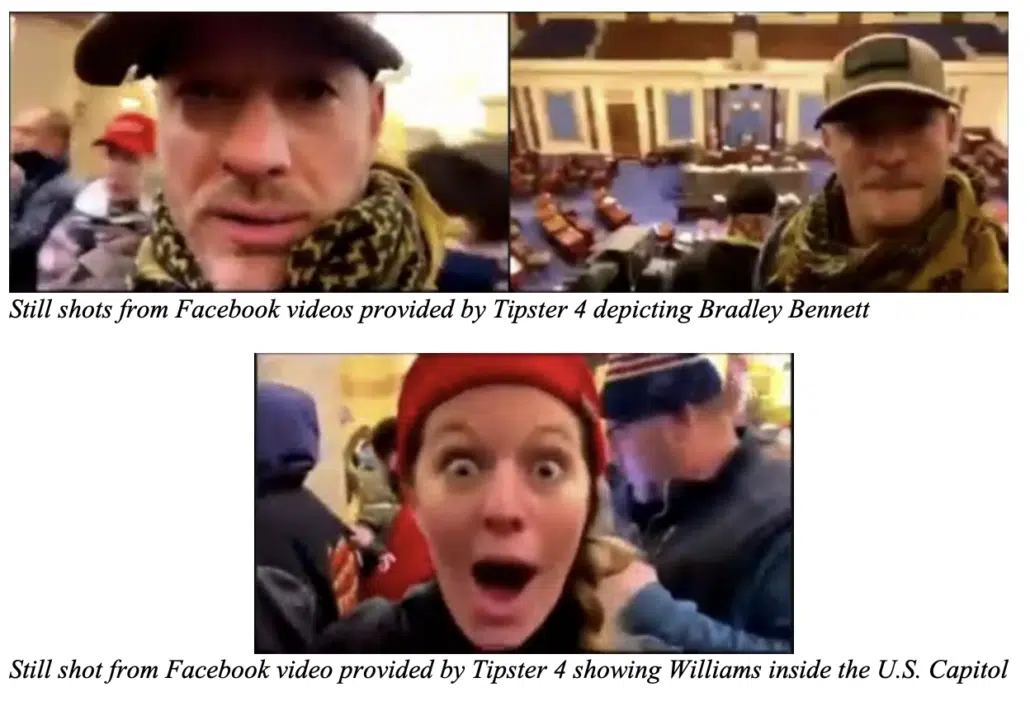 Still shots from Facebook videos provided by Tipster 4 depicting Bradley Bennett
Still shot from Facebook video provided by Tipster 4 showing Williams inside the U.S. Capitol